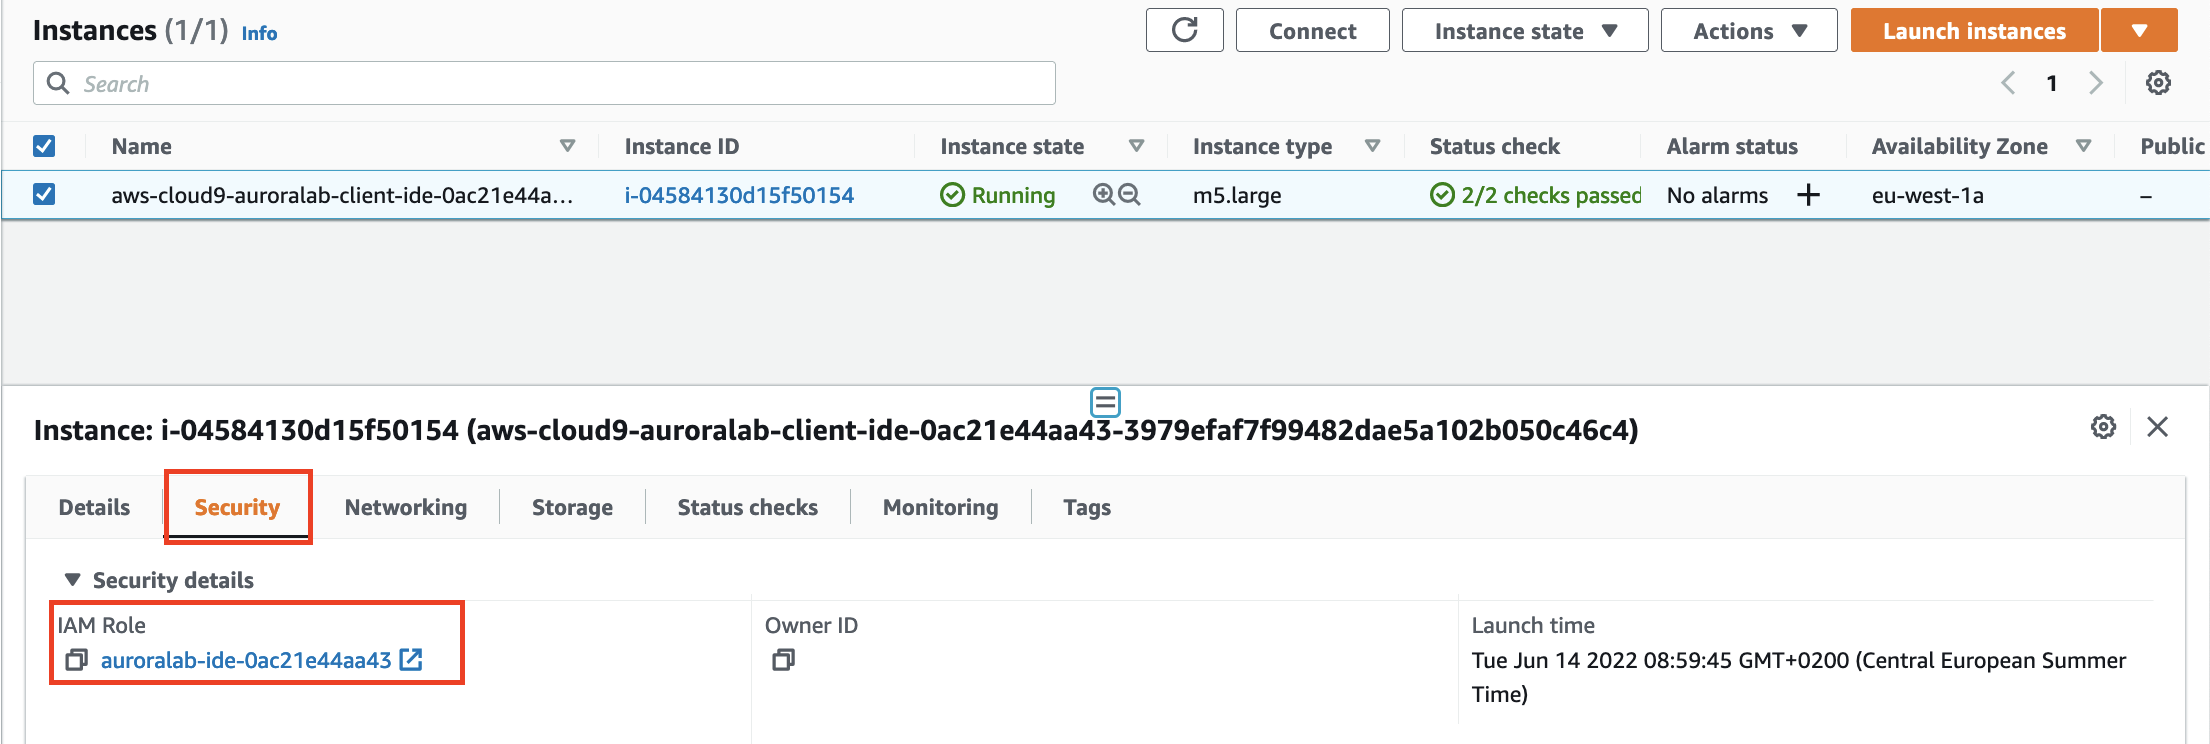 Instances (1/1) Info
Connect Instance state Actions Launch instances
Search
1
Name Instance ID Instance state Instance type Status check Alarm status Availability Zone Public
aws-cloud9-auroralab-client-ide-0ac21e44a... i-04584130d15f50154 Running m5.large 2/2 checks passed No alarms + eu-west-1a –
Instance: i-04584130d15f50154 (aws-cloud9-auroralab-client-ide-0ac21e44aa43-3979efaf7f99482dae5a102b050c46c4)
Details Security Networking Storage Status checks Monitoring Tags
Security details
IAM Role Owner ID Launch time
auroralab-ide-0ac21e44aa43 Tue Jun 14 2022 08:59:45 GMT+0200 (Central European Summer
Time)